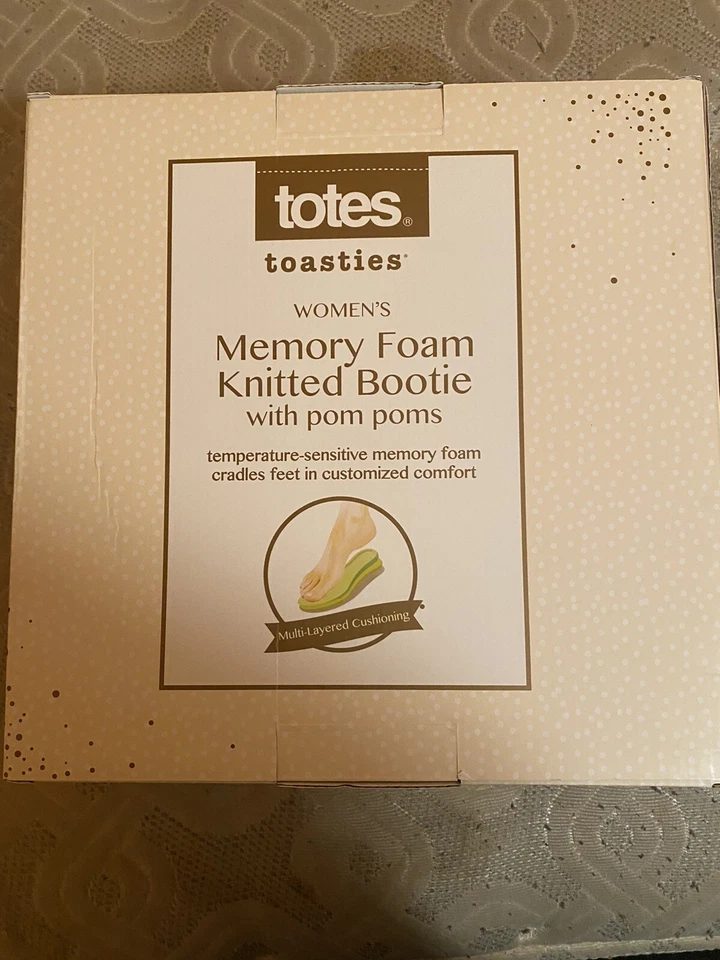 totes®
toasties®
WOMEN'S
Memory Foam
Knitted Bootie
with pom poms
temperature-sensitive memory foam
cradles feet in customized comfort
Multi-Layered Cushioning